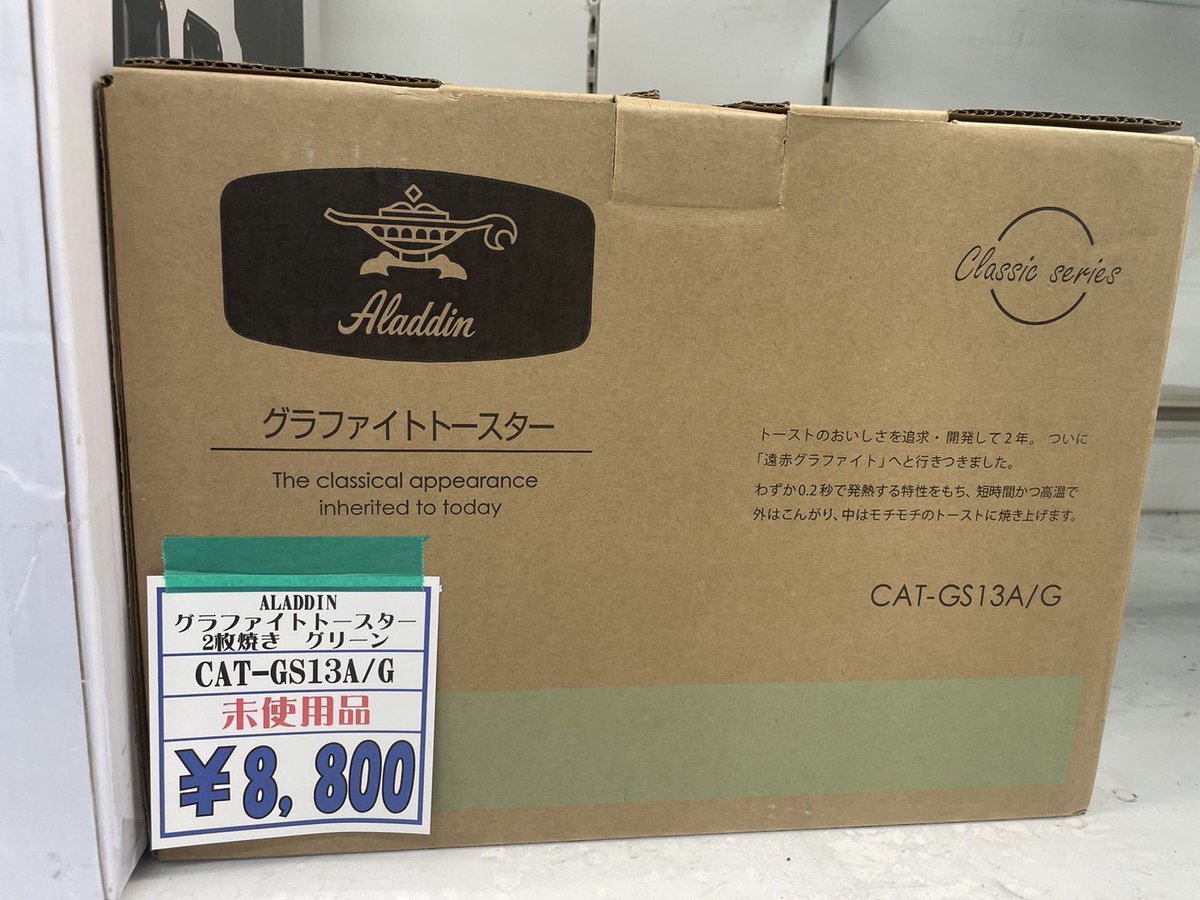 Aladdin
Classic series
グラファイトトースター
The classical appearance
inherited to today
トーストのおいしさを追求・開発して2年。ついに
「遠赤グラファイト」へと行きつきました。
わずか0.2秒で発熱する特性をもち、短時間かつ高温で
外はこんがり、中はモチモチのトーストに焼き上げます。
CAT-GS13A/G
ALADDIN
グラファイトトースター
2枚焼き グリーン
CAT-GS13A/G
未使用品
¥8,800